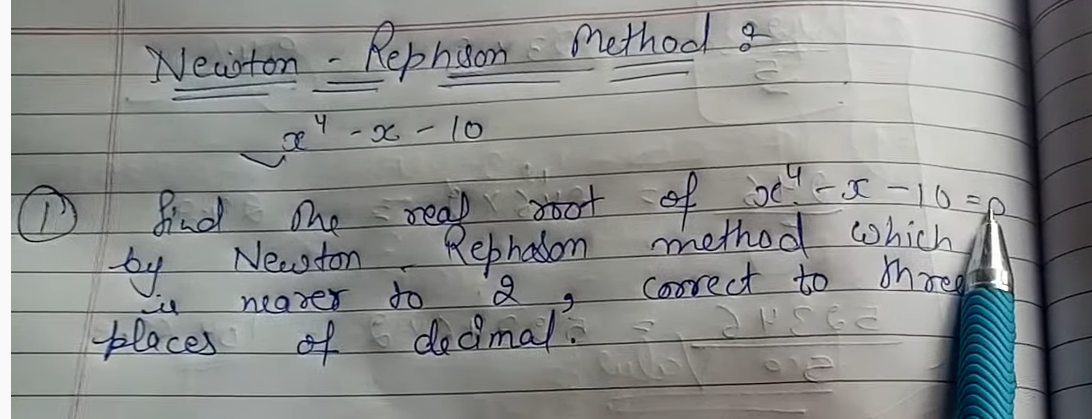 Newton - Rephson Method :
x⁴ - x - 10
① find the real root of x⁴ - x - 10 = 0
by Newton - Rephason method which
is nearer to 2, correct to three
places of decimal.